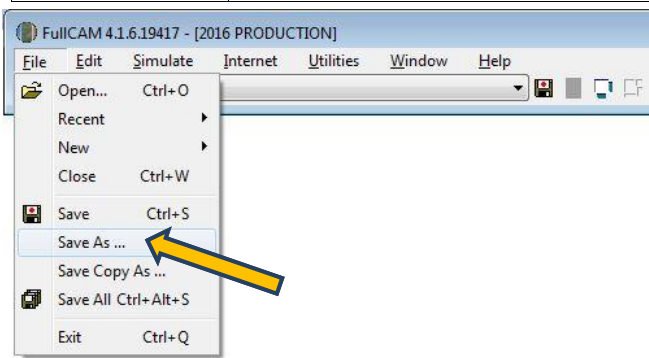 FullCAM 4.1.6.19417 - [2016 PRODUCTION]
File Edit Simulate Internet Utilities Window Help
Open... Ctrl+O
Recent
New
Close Ctrl+W
Save Ctrl+S
Save As ...
Save Copy As ...
Save All Ctrl+Alt+S
Exit Ctrl+Q